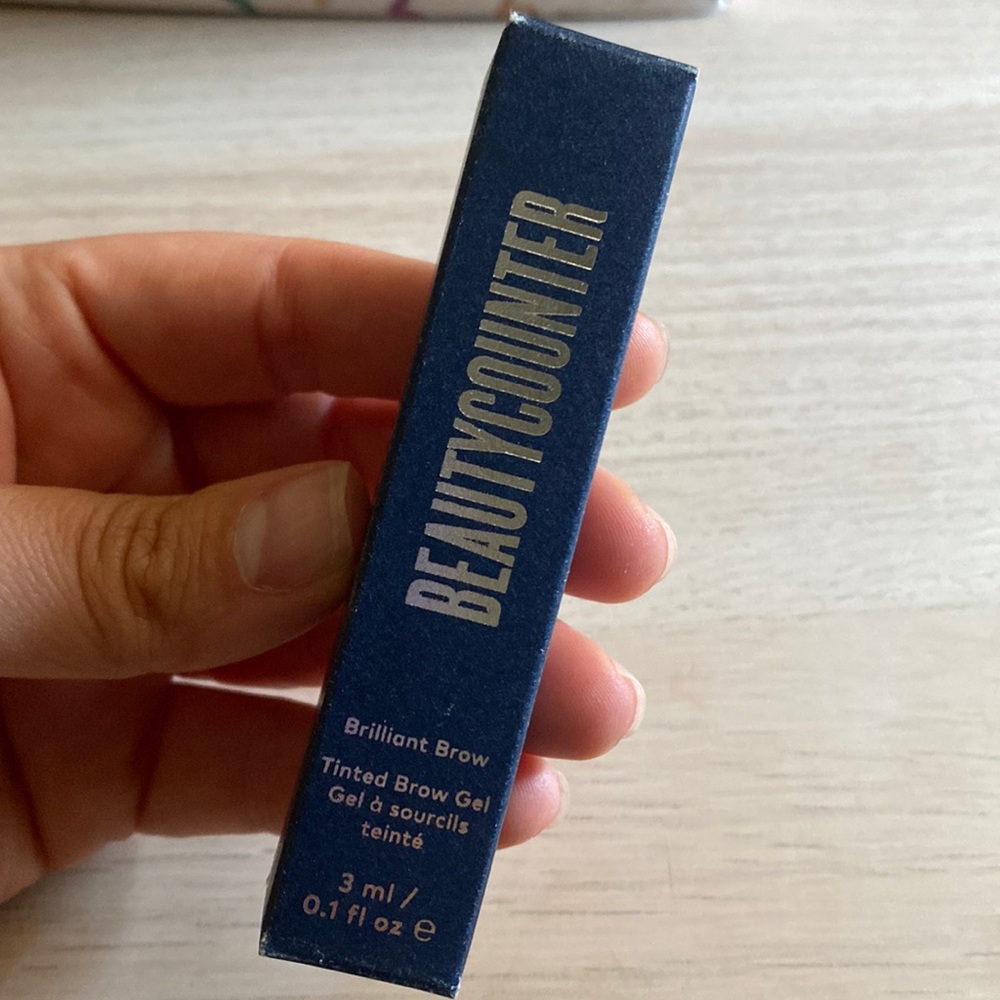 BEAUTYCOUNTER
Brilliant Brow
Tinted Brow Gel
Gel à sourcils
teinté
3 ml /
0.1 fl oz ℮